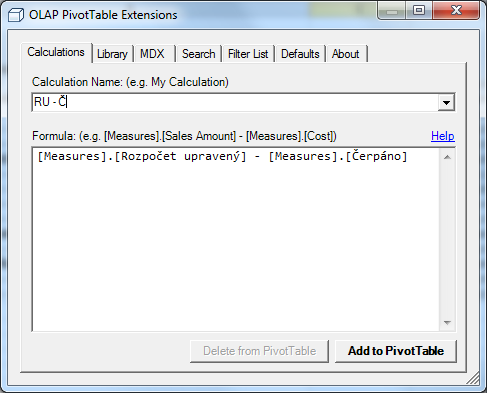 OLAP PivotTable Extensions
Calculations Library MDX Search Filter List Defaults About
Calculation Name: (e.g. My Calculation)
RU - Č
Formula: (e.g. [Measures].[Sales Amount] - [Measures].[Cost]) Help
[Measures].[Rozpočet upravený] - [Measures].[Čerpáno]
Delete from PivotTable Add to PivotTable